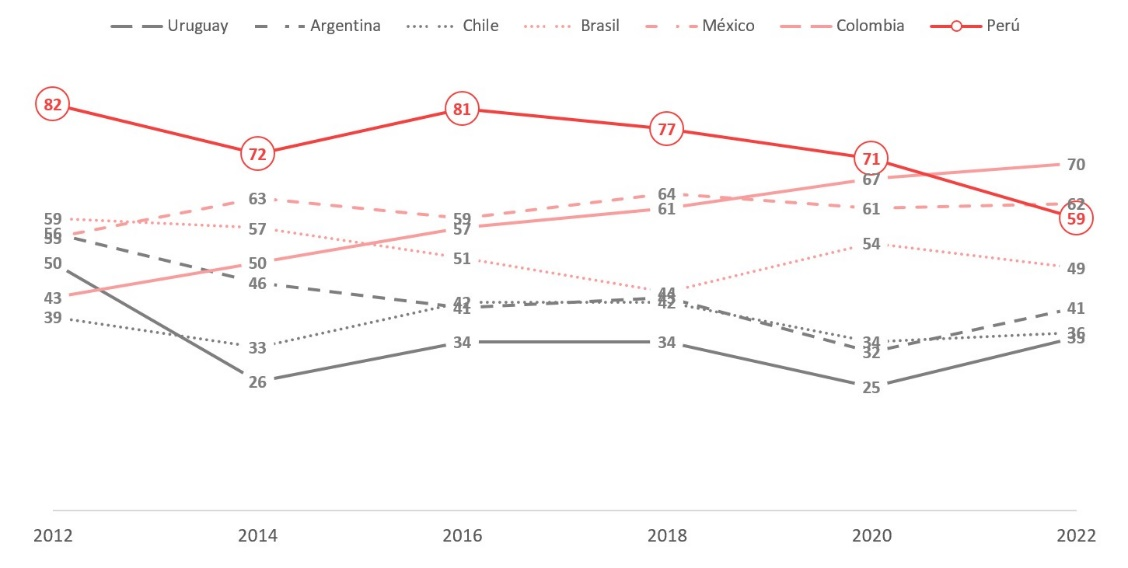 Uruguay Argentina Chile Brasil México Colombia Perú
82 72 81 77 71 59
59 57 51 44 54 49
56 63 59 64 61 62
55 46 41 43 32 41
50 26 34 34 25 35
43 50 57 61 67 70
39 33 42 42 34 36
2012 2014 2016 2018 2020 2022